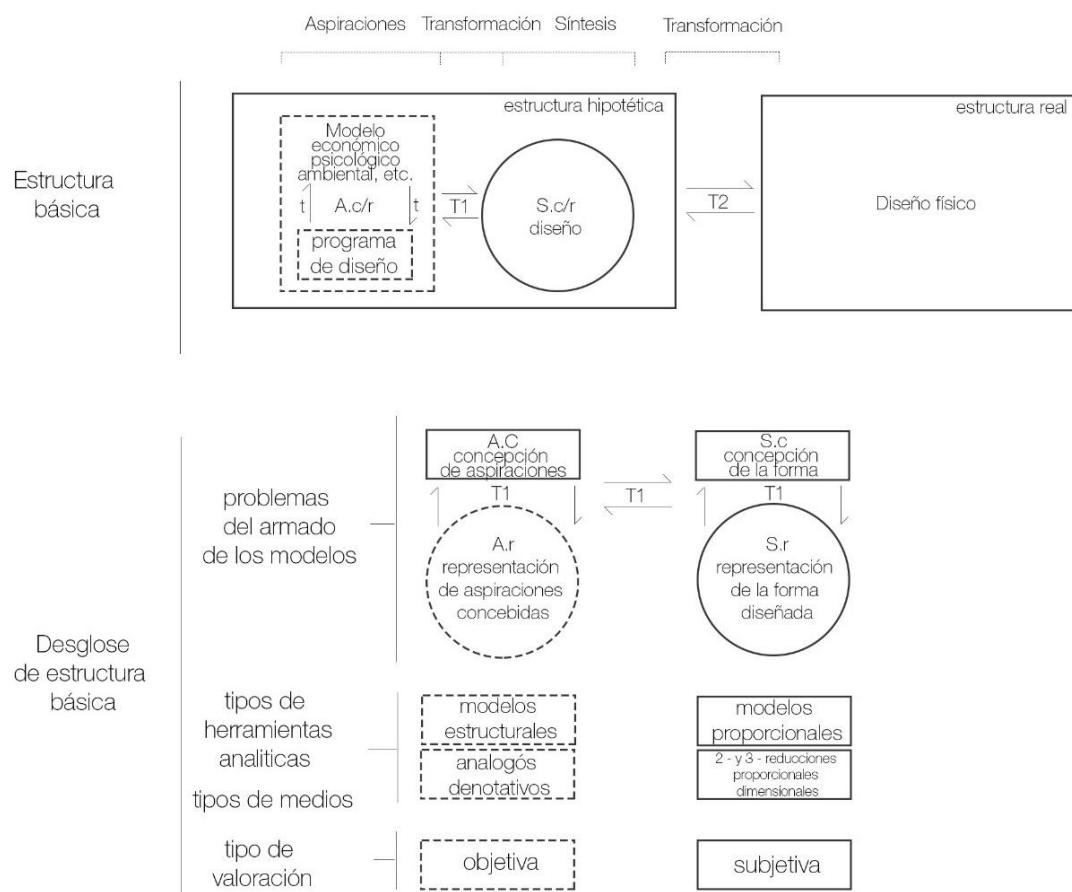 Aspiraciones Transformación Síntesis Transformación
estructura hipotética
estructura real
Estructura
básica
Modelo
económico
psicológico
ambiental, etc.
t A.c/r t
programa
de diseño
T1
S.c/r
diseño
T2
Diseño físico
Desglose
de estructura
básica
problemas
del armado
de los modelos
A.C
concepción
de aspiraciones
T1
A.r
representación
de aspiraciones
concebidas
T1
S.c
concepción
de la forma
T1
S.r
representación
de la forma
diseñada
tipos de
herramientas
analiticas
modelos
estructurales
modelos
proporcionales
tipos de medios
analogós
denotativos
2 - y 3 - reducciones
proporcionales
dimensionales
tipo de
valoración
objetiva
subjetiva